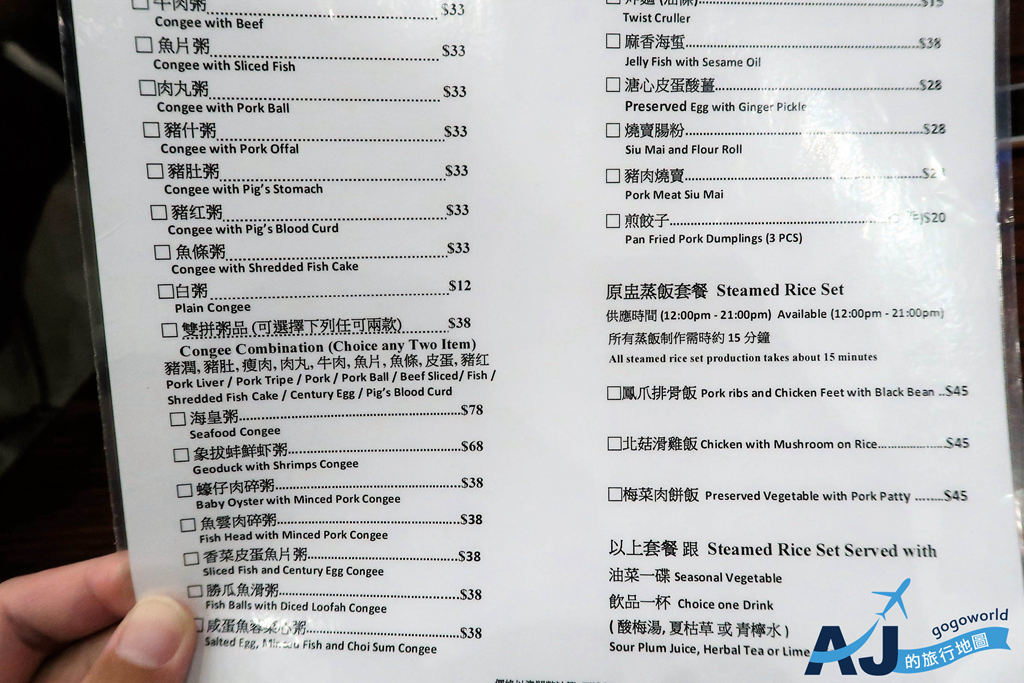 牛肉粥 $33
Congee with Beef
魚片粥 $33
Congee with Sliced Fish
肉丸粥 $33
Congee with Pork Ball
豬什粥 $33
Congee with Pork Offal
豬肚粥 $33
Congee with Pig's Stomach
豬红粥 $33
Congee with Pig's Blood Curd
魚條粥 $33
Congee with Shredded Fish Cake
白粥 $12
Plain Congee
雙拼粥品 (可選擇下列任可兩款) $38
Congee Combination (Choice any Two Item)
豬潤, 豬肚, 瘦肉, 肉丸, 牛肉, 魚片, 魚條, 皮蛋, 豬红
Pork Liver / Pork Tripe / Pork / Pork Ball / Beef Sliced/ Fish /
Shredded Fish Cake / Century Egg / Pig's Blood Curd
海皇粥 $78
Seafood Congee
象拔蚌鮮虾粥 $68
Geoduck with Shrimps Congee
蠔仔肉碎粥 $38
Baby Oyster with Minced Pork Congee
魚雲肉碎粥 $38
Fish Head with Minced Pork Congee
香菜皮蛋魚片粥 $38
Sliced Fish and Century Egg Congee
勝瓜魚滑粥 $38
Fish Balls with Diced Loofah Congee
咸蛋魚蓉菜心粥 $38
Salted Egg, Minced Fish and Choi Sum Congee
$15
Twist Cruller
麻香海蜇 $38
Jelly Fish with Sesame Oil
溏心皮蛋酸薑 $28
Preserved Egg with Ginger Pickle
燒賣腸粉 $28
Siu Mai and Flour Roll
豬肉燒賣
Pork Meat Siu Mai
煎餃子 $20
Pan Fried Pork Dumplings (3 PCS)
原盅蒸飯套餐 Steamed Rice Set
供應時間 (12:00pm - 21:00pm) Available (12:00pm - 21:00pm)
所有蒸飯制作需時約 15 分鐘
All steamed rice set production takes about 15 minutes
鳳爪排骨飯 Pork ribs and Chicken Feet with Black Bean ..$45
北菇滑雞飯 Chicken with Mushroom on Rice $45
梅菜肉餅飯 Preserved Vegetable with Pork Patty $45
以上套餐 跟 Steamed Rice Set Served with
油菜一碟 Seasonal Vegetable
飲品一杯 Choice one Drink
( 酸梅湯, 夏枯草 或 青檸水 )
Sour Plum Juice, Herbal Tea or Lime
AJ
gogoworld
的旅行地圖